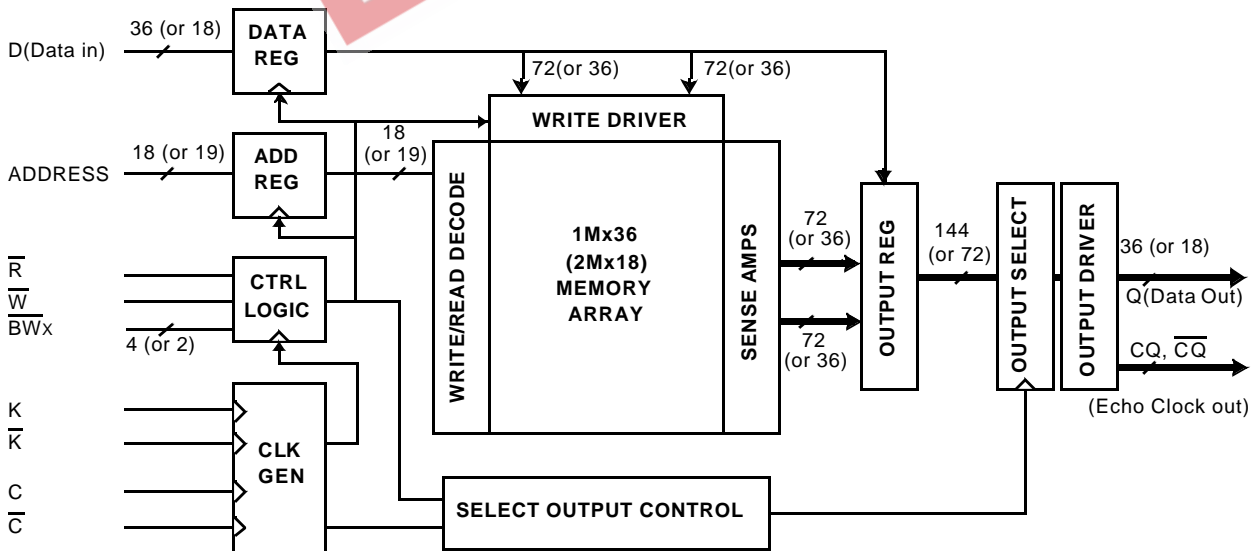 D(Data in)
36 (or 18)
DATA
REG
72(or 36)
72(or 36)
WRITE DRIVER
ADDRESS
18 (or 19)
ADD
REG
18
(or 19)
WRITE/READ DECODE
1Mx36
(2Mx18)
MEMORY
ARRAY
SENSE AMPS
72
(or 36)
72
(or 36)
OUTPUT REG
144
(or 72)
OUTPUT SELECT
OUTPUT DRIVER
36 (or 18)
Q(Data Out)
CQ, C̅Q̅
(Echo Clock out)
R̅
W̅
B̅W̅x
4 (or 2)
CTRL
LOGIC
K
K̅
C
C̅
CLK
GEN
SELECT OUTPUT CONTROL